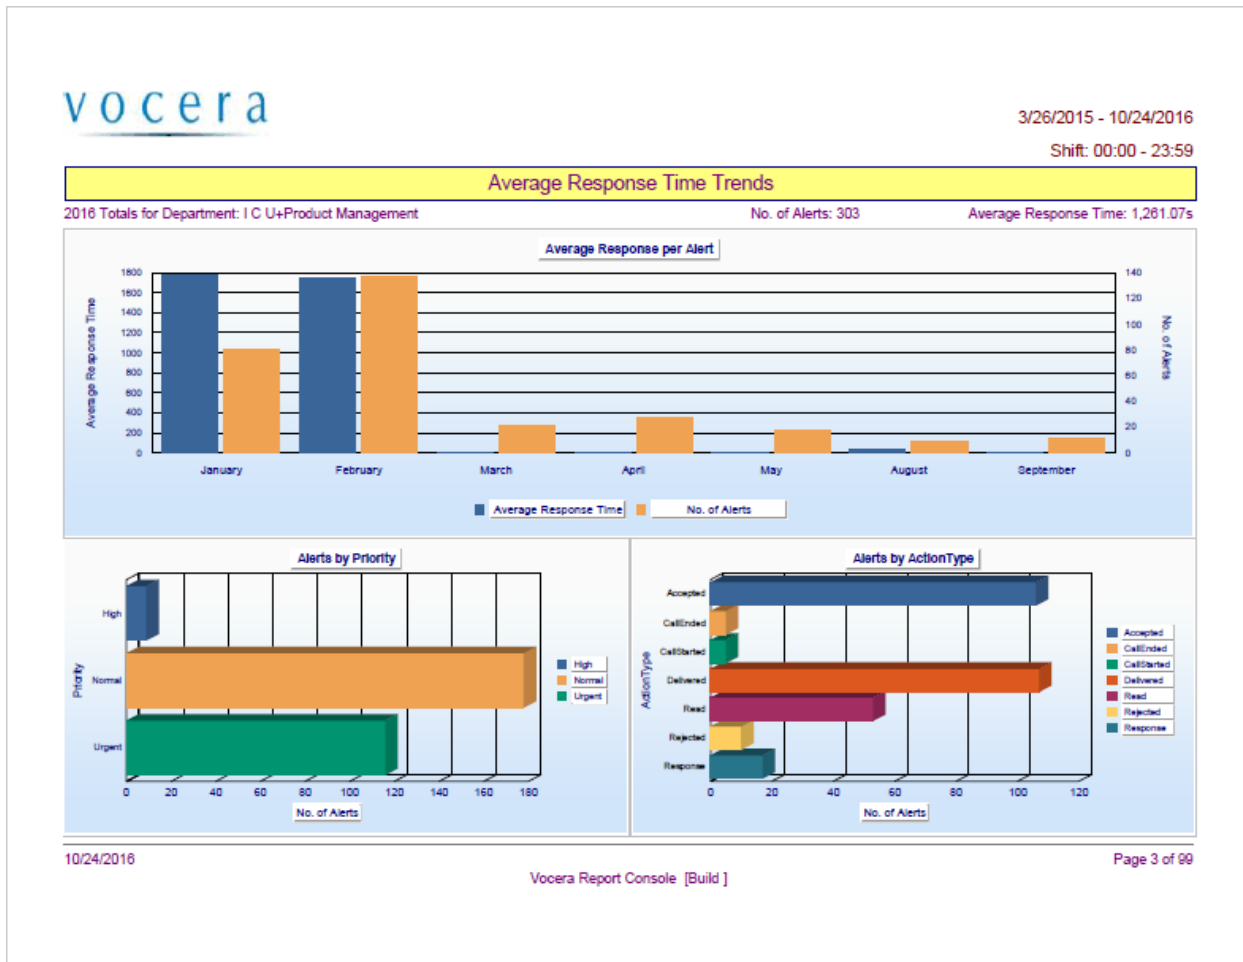 vocera
3/26/2015 - 10/24/2016
Shift: 00:00 - 23:59
Average Response Time Trends
2016 Totals for Department: I C U+Product Management No. of Alerts: 303 Average Response Time: 1,261.07s
Average Response per Alert
Average Response Time
1800
1600
1400
1200
1000
800
600
400
200
0
140
120
100
80
60
40
20
0
No. of Alerts
January February March April May August September
Average Response Time No. of Alerts
Alerts by Priority
Priority
High
Normal
Urgent
0 20 40 60 80 100 120 140 160 180
No. of Alerts
High
Normal
Urgent
Alerts by ActionType
ActionType
Accepted
CallEnded
CallStarted
Delivered
Read
Rejected
Response
0 20 40 60 80 100 120
No. of Alerts
Accepted
CallEnded
CallStarted
Delivered
Read
Rejected
Response
10/24/2016 Page 3 of 99
Vocera Report Console [Build ]